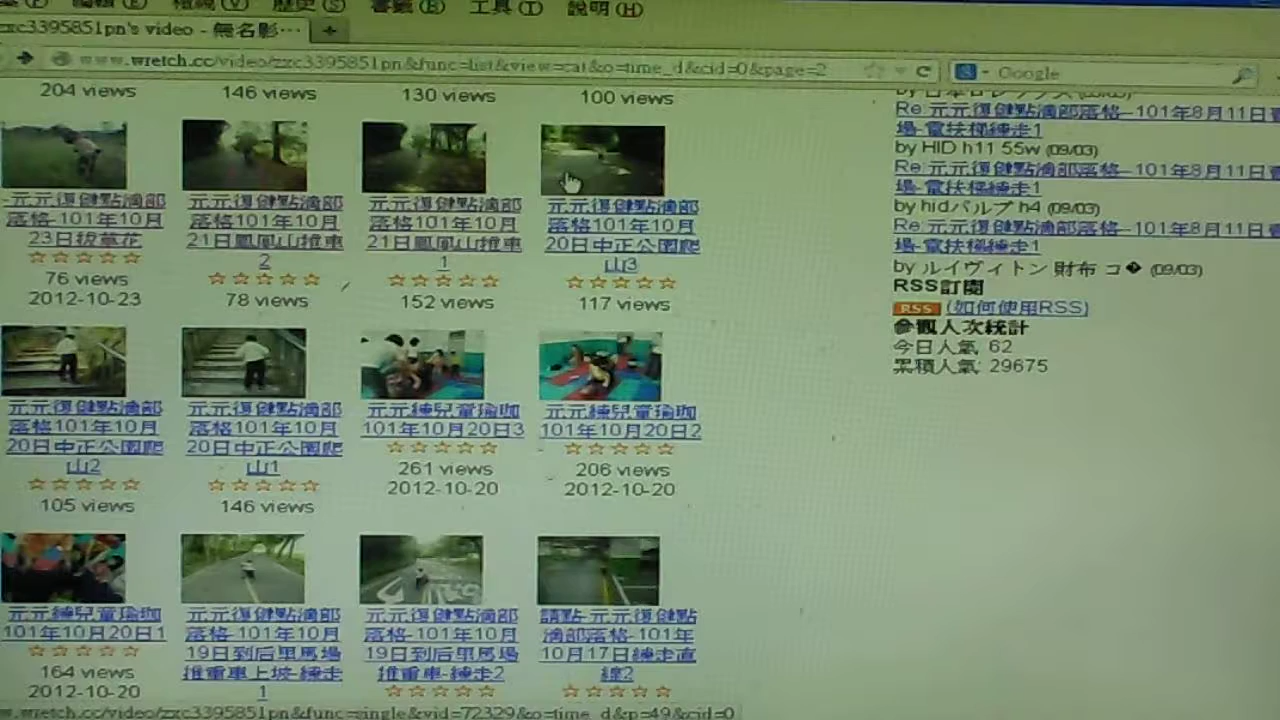 編輯(E) 檢視(V) 歷史(S) 書籤(B) 工具(T) 說明(H)
zxc3395851pn's video - 無名影…
www.wretch.cc/video/zxc3395851pn&func=list&view=cat&o=time_d&cid=0&page=2
Google
204 views
146 views
130 views
100 views
元元復健點滴部
落格-101年10月
23日拔草花
76 views
2012-10-23
元元復健點滴部
落格-101年10月
21日鳳凰山推車
2
78 views
元元復健點滴部
落格-101年10月
21日鳳凰山推車
1
152 views
元元復健點滴部
落格-101年10月
20日中正公園爬
山3
117 views
元元復健點滴部
落格101年10月
20日中正公園爬
山2
105 views
元元復健點滴部
落格-101年10月
20日中正公園爬
山1
146 views
元元練兒童瑜珈
101年10月20日3
261 views
2012-10-20
元元練兒童瑜珈
101年10月20日2
206 views
2012-10-20
元元練兒童瑜珈
101年10月20日1
164 views
2012-10-20
元元復健點滴部
落格-101年10月
19日到后里馬場
推重車上坡-練走
1
元元復健點滴部
落格-101年10月
19日到后里馬場
推重車-練走2
請點-元元復健點
滴部落格-101年
10月17日練走直
線2
Re 元元復健點滴部落格–101年8月11日
場-電扶梯練走1
by HID h11 55w (09/03)
Re 元元復健點滴部落格–101年8月11日
場-電扶梯練走1
by hidバルブ h4 (09/03)
Re 元元復健點滴部落格–101年8月11日
場-電扶梯練走1
by ルイヴィトン 財布 コ� (09/03)
RSS訂閱
RSS (如何使用RSS)
參觀人次統計
今日人氣: 62
累積人氣: 29675
w.wretch.cc/video/zxc3395851pn&func=single&vid=72329&o=time_d&p=49&cid=0